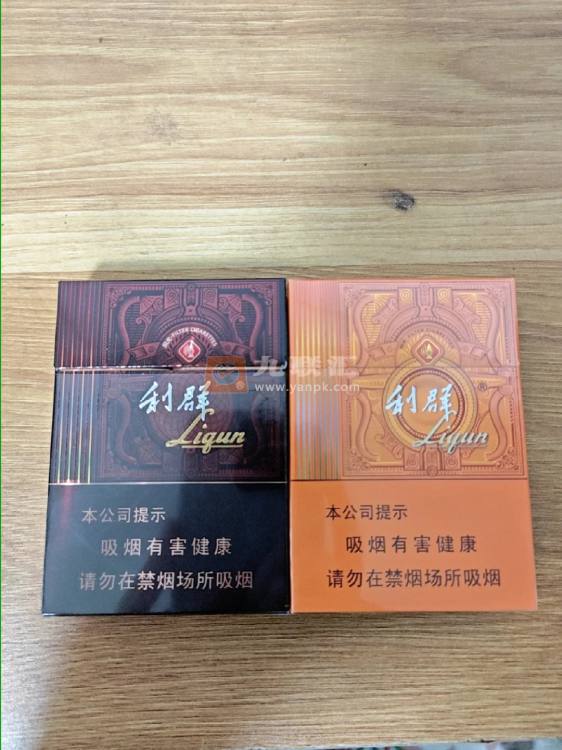 FILTER CIGARETTES
九联汇
www.yanpk.com
利群
Liqun
本公司提示
吸烟有害健康
请勿在禁烟场所吸烟
利群
®
Liqun
本公司提示
吸烟有害健康
请勿在禁烟场所吸烟